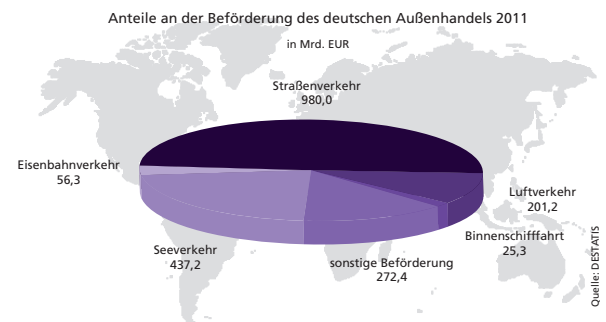 Anteile an der Beförderung des deutschen Außenhandels 2011
in Mrd. EUR
Straßenverkehr
980,0
Eisenbahnverkehr
56,3
Luftverkehr
201,2
Binnenschifffahrt
25,3
Seeverkehr
437,2
sonstige Beförderung
272,4
Quelle: DESTATIS